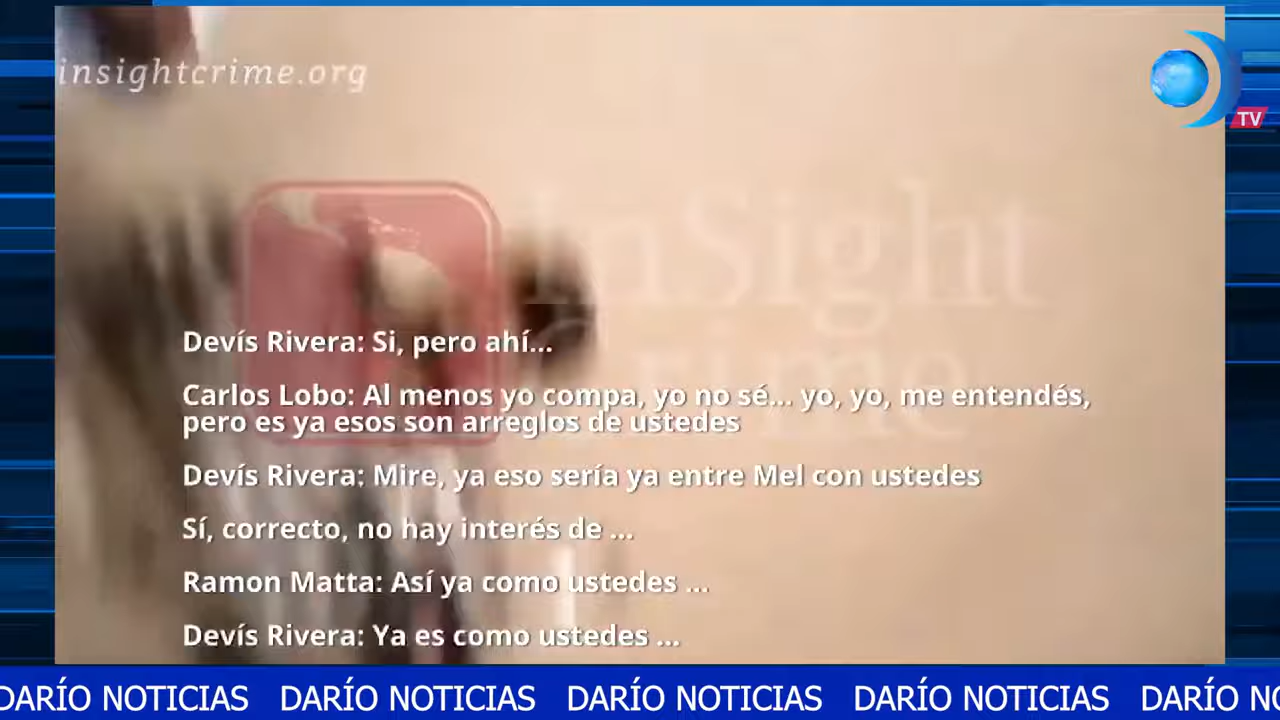 insightcrime.org
TV
InSight
Crime
Devís Rivera: Si, pero ahí...
Carlos Lobo: Al menos yo compa, yo no sé... yo, yo, me entendés,
pero es ya esos son arreglos de ustedes
Devís Rivera: Mire, ya eso sería ya entre Mel con ustedes
Sí, correcto, no hay interés de ...
Ramon Matta: Así ya como ustedes ...
Devís Rivera: Ya es como ustedes ...
DARÍO NOTICIAS DARÍO NOTICIAS DARÍO NOTICIAS DARÍO NOTICIAS DARÍO NO